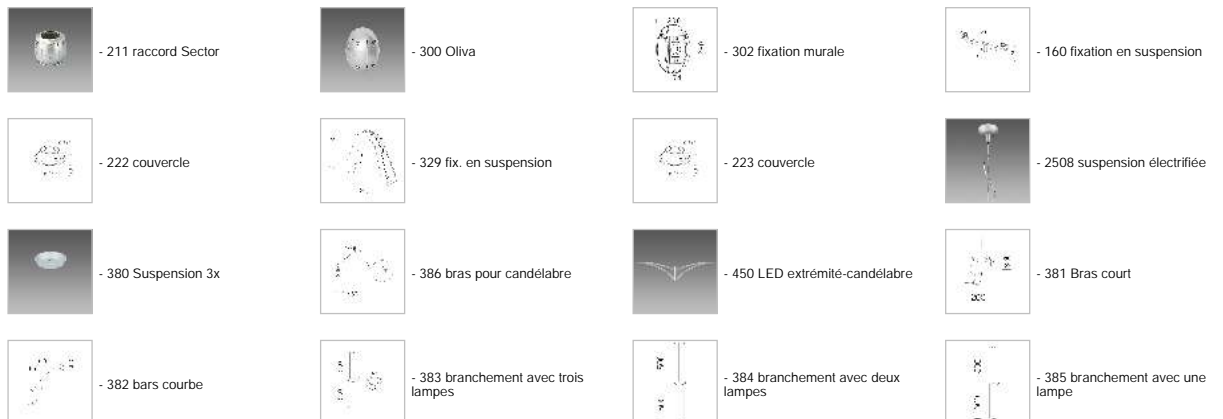 - 211 raccord Sector
- 300 Oliva
- 302 fixation murale
- 160 fixation en suspension
- 222 couvercle
- 329 fix. en suspension
- 223 couvercle
- 2508 suspension électrifiée
- 380 Suspension 3x
- 386 bras pour candélabre
- 450 LED extrémité-candélabre
- 381 Bras court
- 382 bars courbe
- 383 branchement avec trois
lampes
- 384 branchement avec deux
lampes
- 385 branchement avec une
lampe